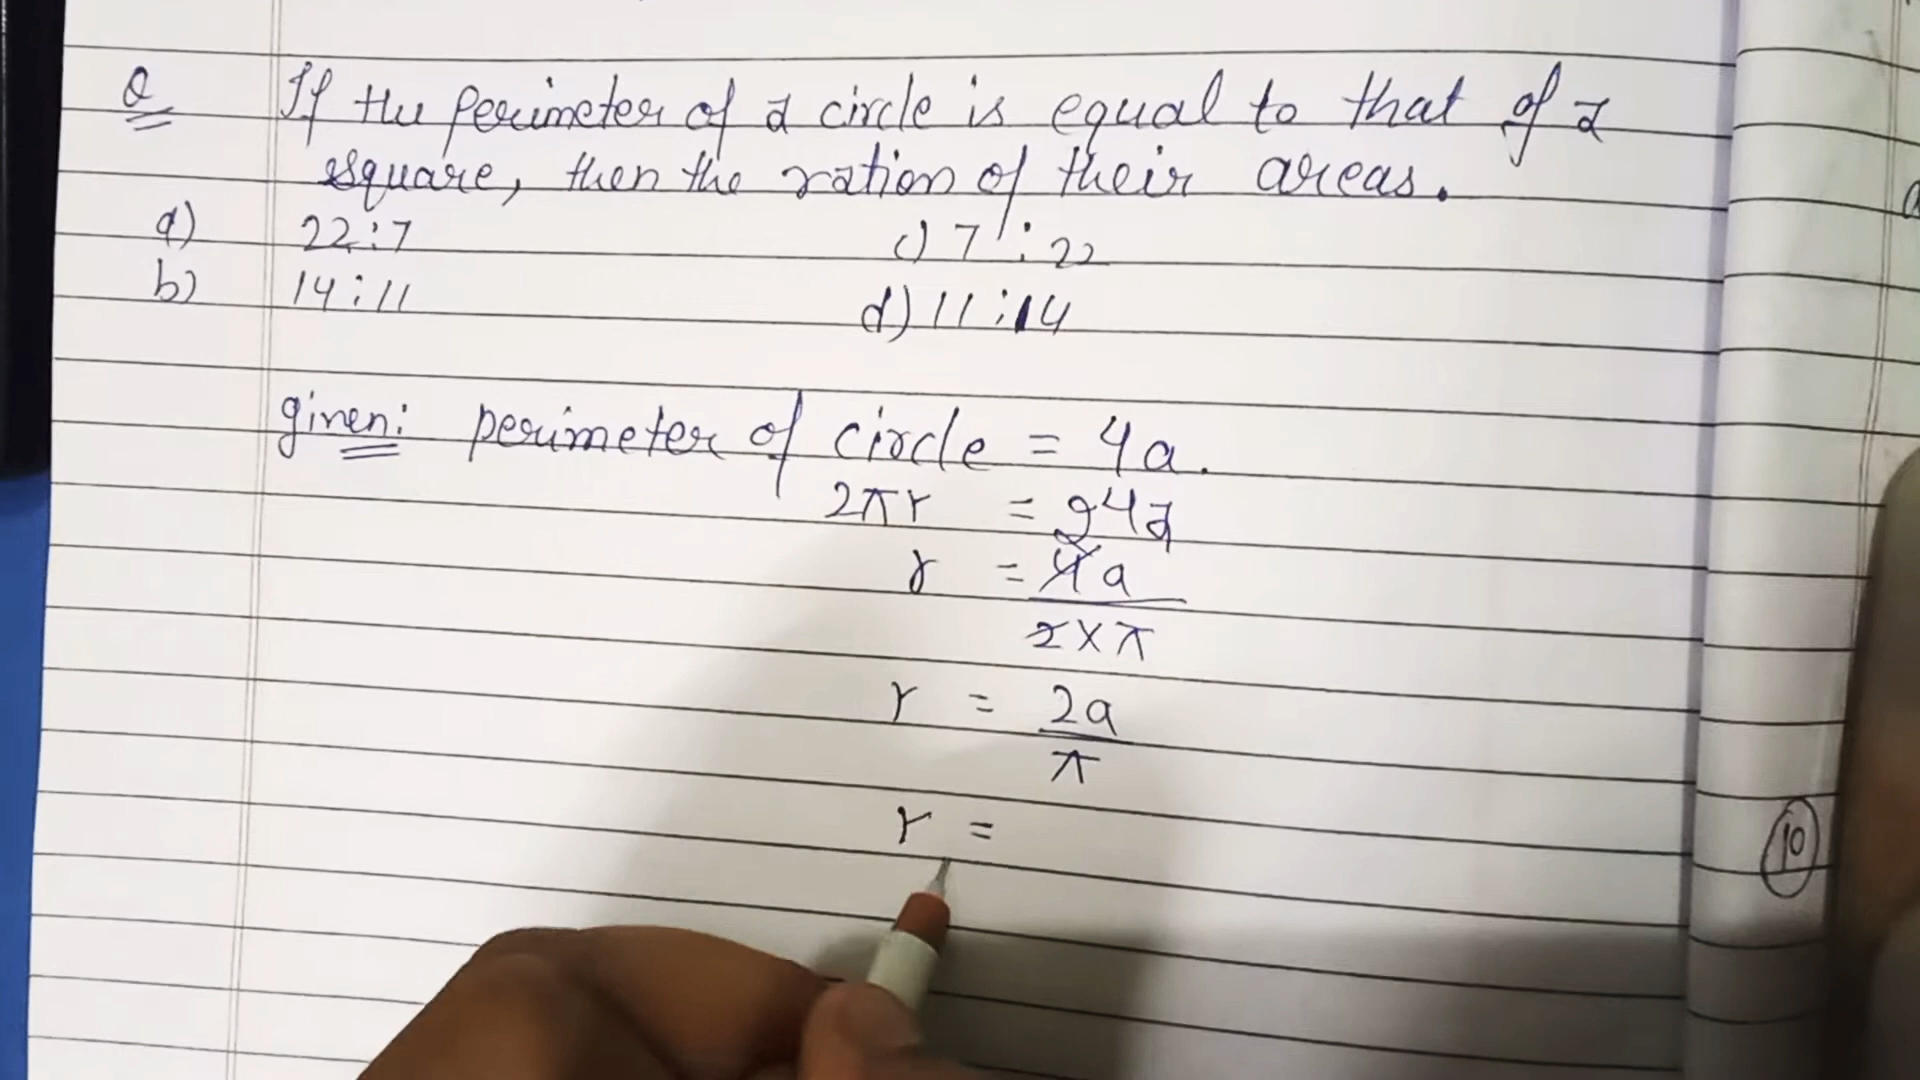 Q If the perimeter of a circle is equal to that of a
square, then the ration of their areas.
a) 22:7 c) 7:22
b) 14:11 d) 11:14
given: perimeter of circle = 4a.
2πr = 4a
r = 24a
2×π
r = 2a
π
r =
10